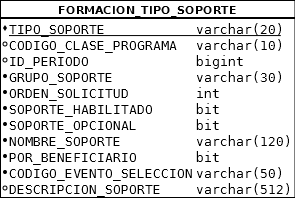 FORMACION_TIPO_SOPORTE
TIPO_SOPORTE varchar(20)
CODIGO_CLASE_PROGRAMA varchar(10)
ID_PERIODO bigint
GRUPO_SOPORTE varchar(30)
ORDEN_SOLICITUD int
SOPORTE_HABILITADO bit
SOPORTE_OPCIONAL bit
NOMBRE_SOPORTE varchar(120)
POR_BENEFICIARIO bit
CODIGO_EVENTO_SELECCION varchar(50)
DESCRIPCION_SOPORTE varchar(512)